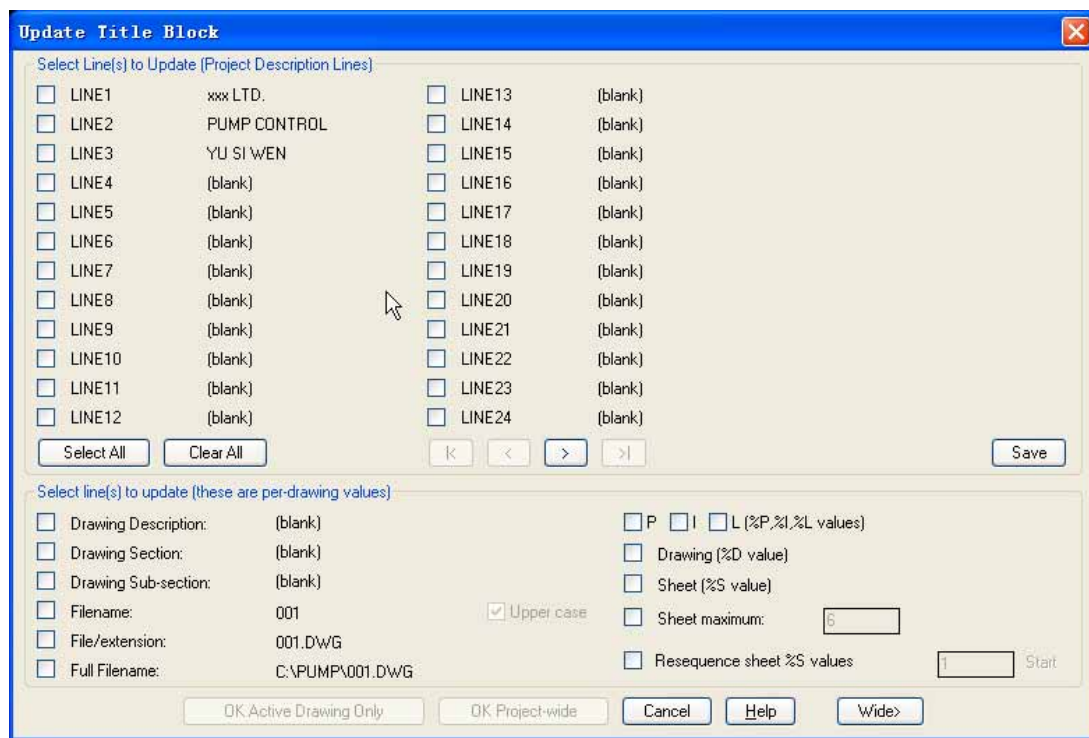 Update Title Block
Select Line(s) to Update (Project Description Lines)
LINE1 xxx LTD. LINE13 (blank)
LINE2 PUMP CONTROL LINE14 (blank)
LINE3 YU SI WEN LINE15 (blank)
LINE4 (blank) LINE16 (blank)
LINE5 (blank) LINE17 (blank)
LINE6 (blank) LINE18 (blank)
LINE7 (blank) LINE19 (blank)
LINE8 (blank) LINE20 (blank)
LINE9 (blank) LINE21 (blank)
LINE10 (blank) LINE22 (blank)
LINE11 (blank) LINE23 (blank)
LINE12 (blank) LINE24 (blank)
Select All Clear All |< < > >| Save
Select line(s) to update (these are per-drawing values)
Drawing Description: (blank) P I L (%P,%I,%L values)
Drawing Section: (blank) Drawing (%D value)
Drawing Sub-section: (blank) Sheet (%S value)
Filename: 001 Upper case Sheet maximum: 6
File/extension: 001.DWG
Full Filename: C:\PUMP\001.DWG Resequence sheet %S values 1 Start
OK Active Drawing Only OK Project-wide Cancel Help Wide>